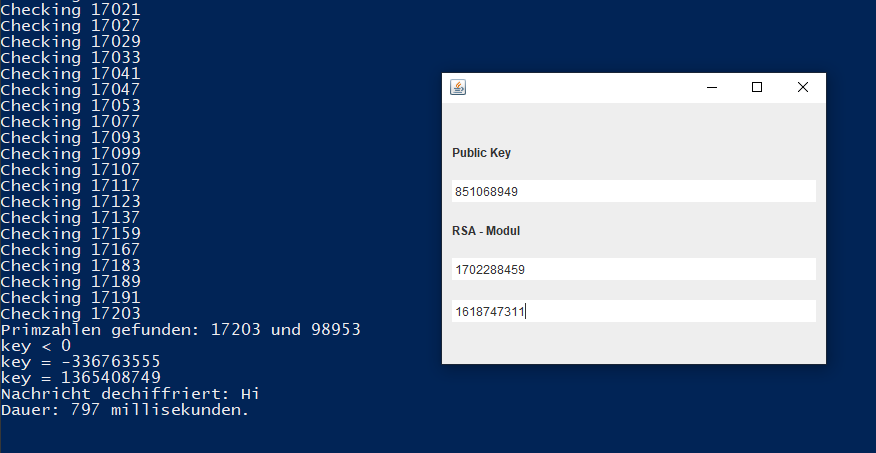 Checking 17021
Checking 17027
Checking 17029
Checking 17033
Checking 17041
Checking 17047
Checking 17053
Checking 17077
Checking 17093
Checking 17099
Checking 17107
Checking 17117
Checking 17123
Checking 17137
Checking 17159
Checking 17167
Checking 17183
Checking 17189
Checking 17191
Checking 17203
Primzahlen gefunden: 17203 und 98953
key < 0
key = -336763555
key = 1365408749
Nachricht dechiffriert: Hi
Dauer: 797 millisekunden.
Public Key
851068949
RSA - Modul
1702288459
1618747311